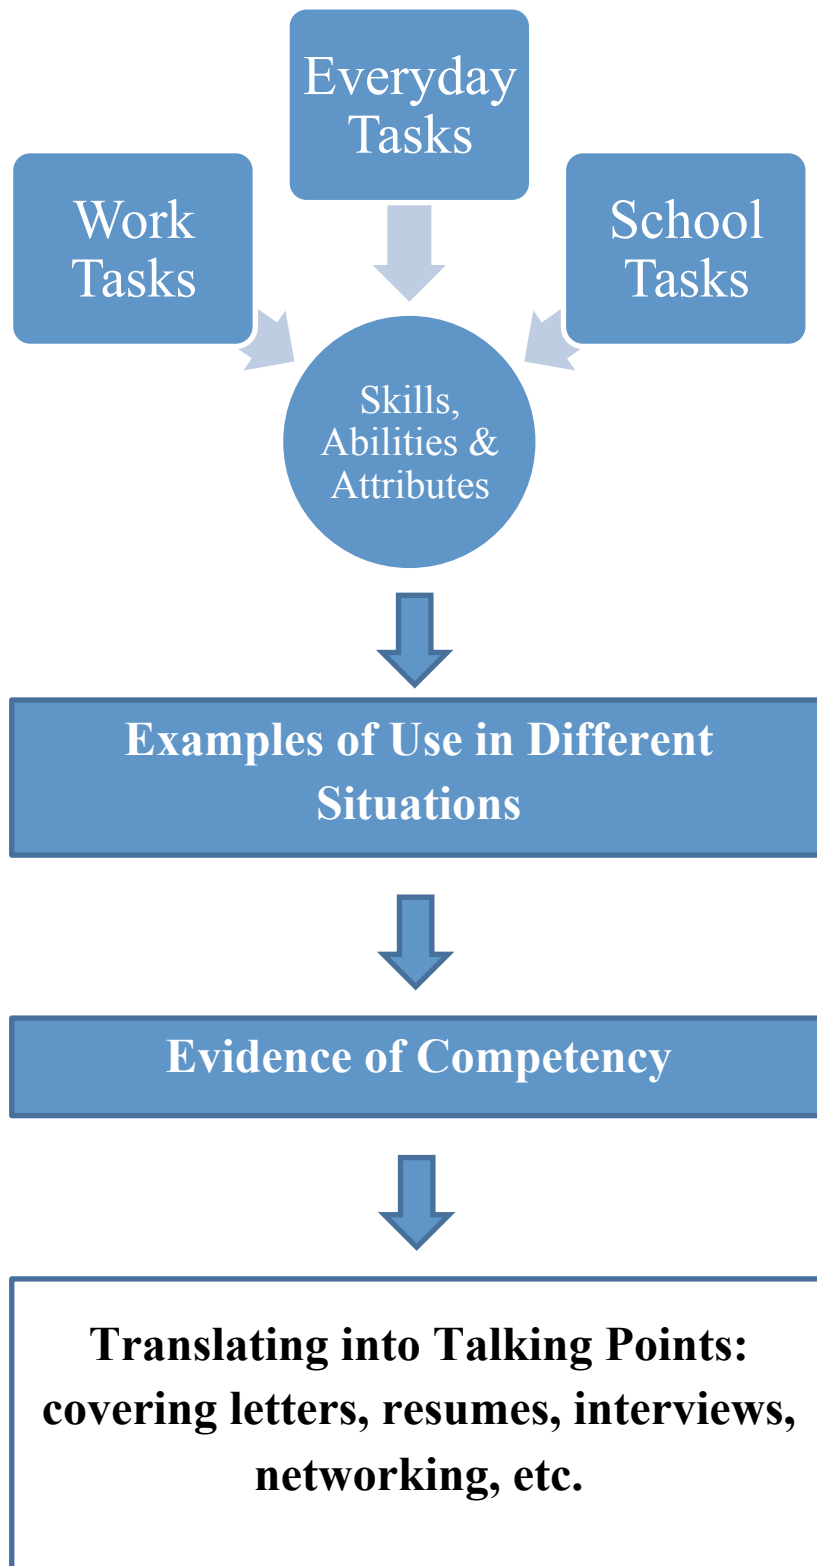 Everyday
Tasks
Work
Tasks
School
Tasks
Skills,
Abilities &
Attributes
Examples of Use in Different
Situations
Evidence of Competency
Translating into Talking Points:
covering letters, resumes, interviews,
networking, etc.